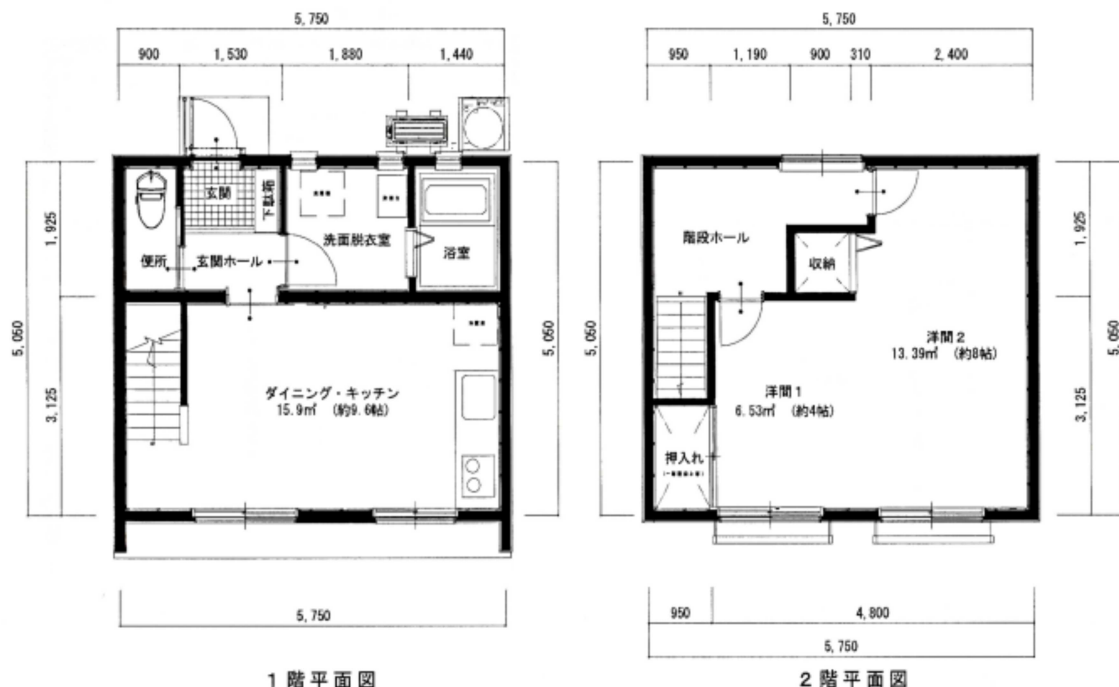 5,750
900
1,530
1,880
1,440
5,050
1,925
3,125
玄関
下駄箱
便所
玄関ホール
洗面脱衣室
浴室
ダイニング・キッチン
15.9㎡ (約9.6帖)
5,050
5,750
1階平面図
5,750
950
1,190
900
310
2,400
5,050
階段ホール
収納
洋間2
13.39㎡ (約8帖)
洋間1
6.53㎡ (約4帖)
押入れ
1,925
3,125
5,050
950
4,800
5,750
2階平面図